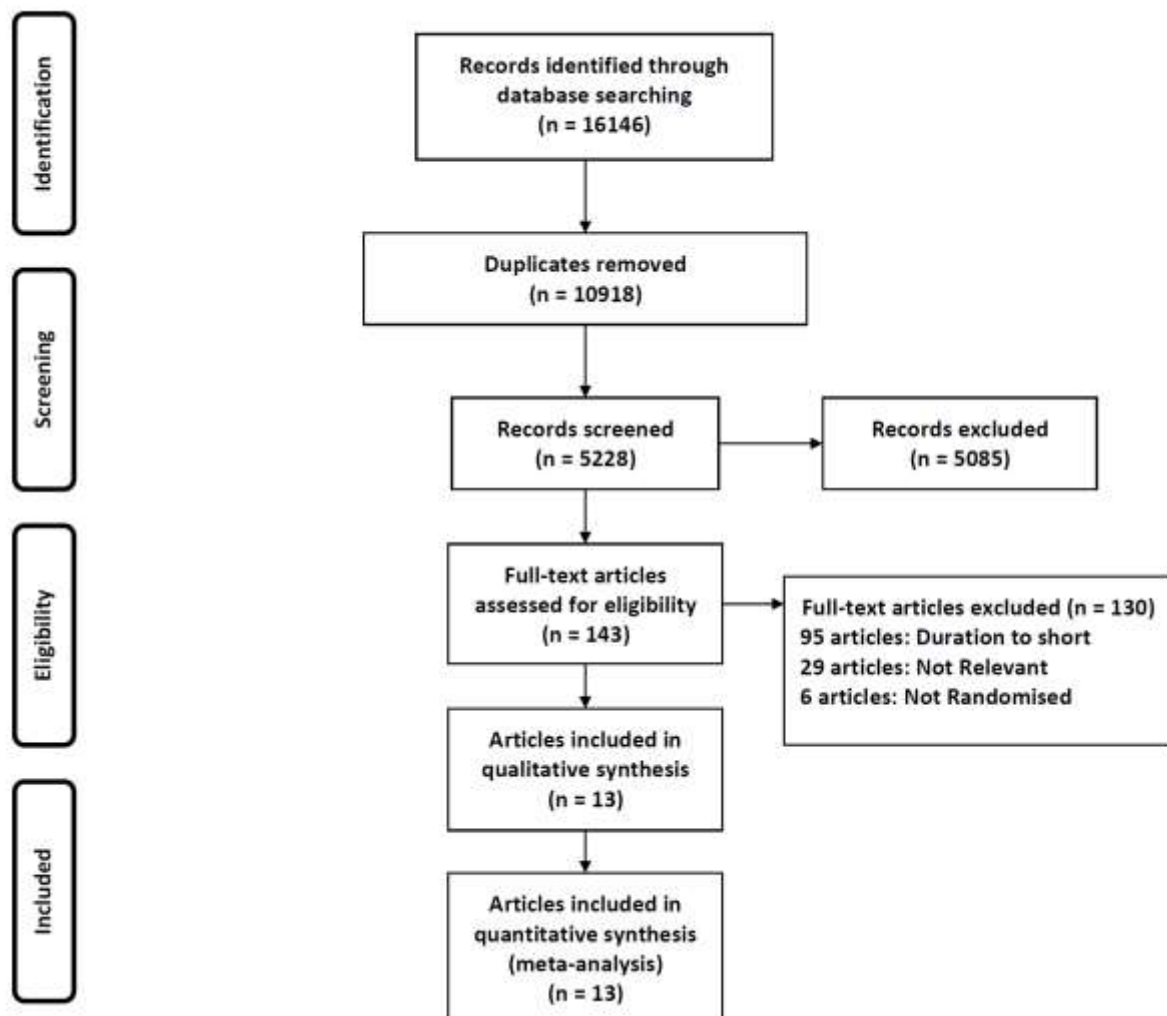 Identification
Records identified through
database searching
(n = 16146)
Duplicates removed
(n = 10918)
Screening
Records screened
(n = 5228)
Records excluded
(n = 5085)
Eligibility
Full-text articles
assessed for eligibility
(n = 143)
Full-text articles excluded (n = 130)
95 articles: Duration to short
29 articles: Not Relevant
6 articles: Not Randomised
Articles included in
qualitative synthesis
(n = 13)
Included
Articles included in
quantitative synthesis
(meta-analysis)
(n = 13)